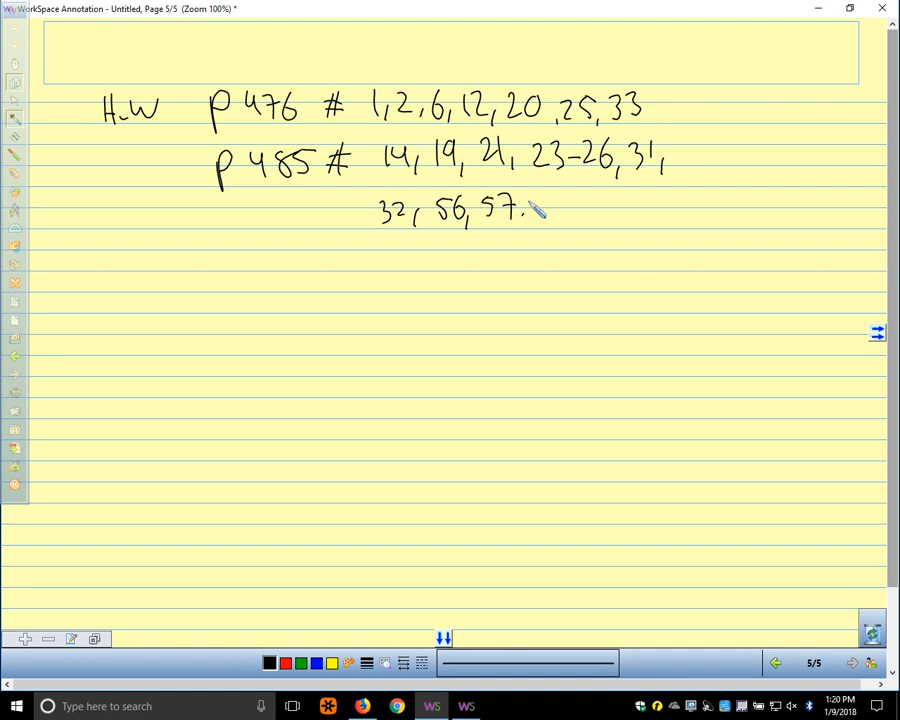 WorkSpace Annotation - Untitled, Page 5/5 (Zoom 100%) *
H.W p 476 # 1, 2, 6, 12, 20, 25, 33
p 485 # 14, 19, 21, 23-26, 31,
32, 56, 57.
5/5
Type here to search
WS WS
1:20 PM
1/9/2018